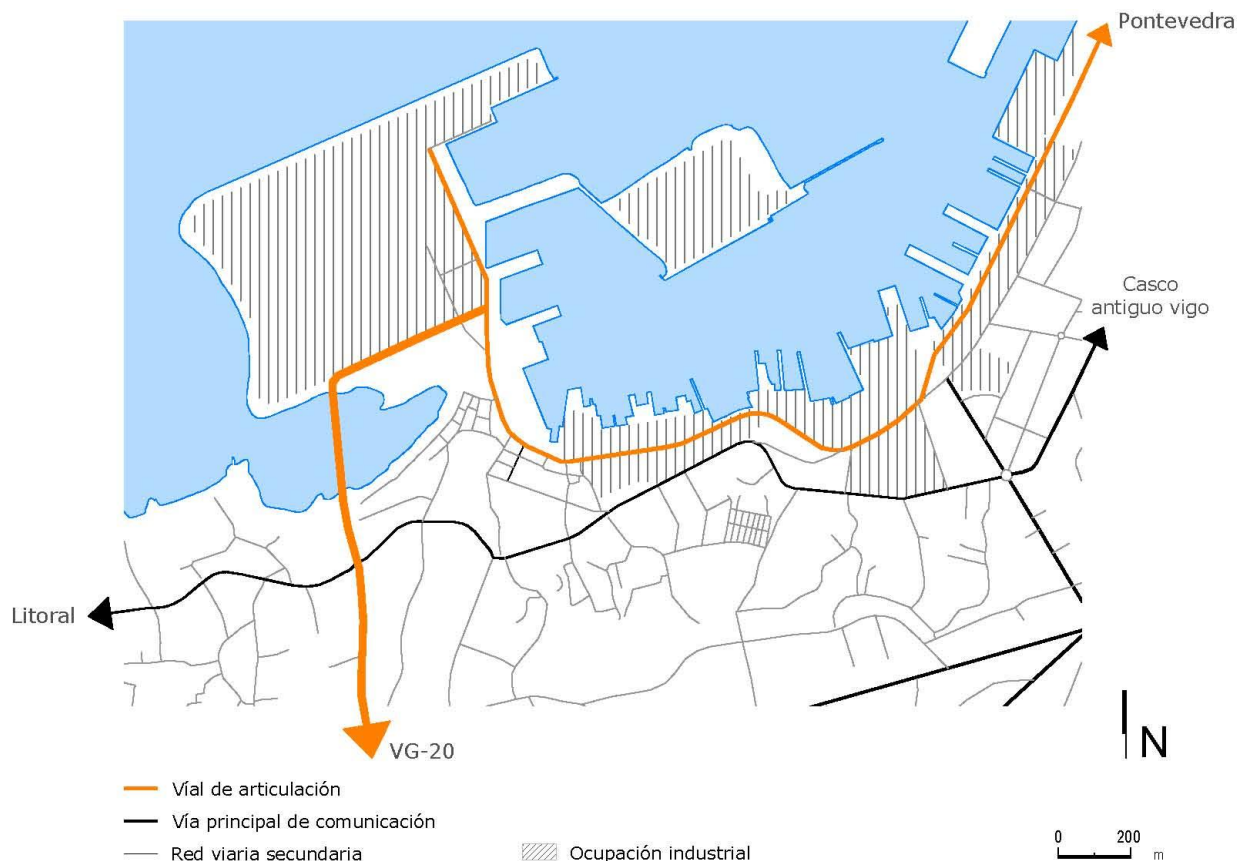 Pontevedra
Casco
antiguo vigo
Litoral
VG-20
N
Víal de articulación
Vía principal de comunicación
Red viaria secundaria
Ocupación industrial
0 200
m